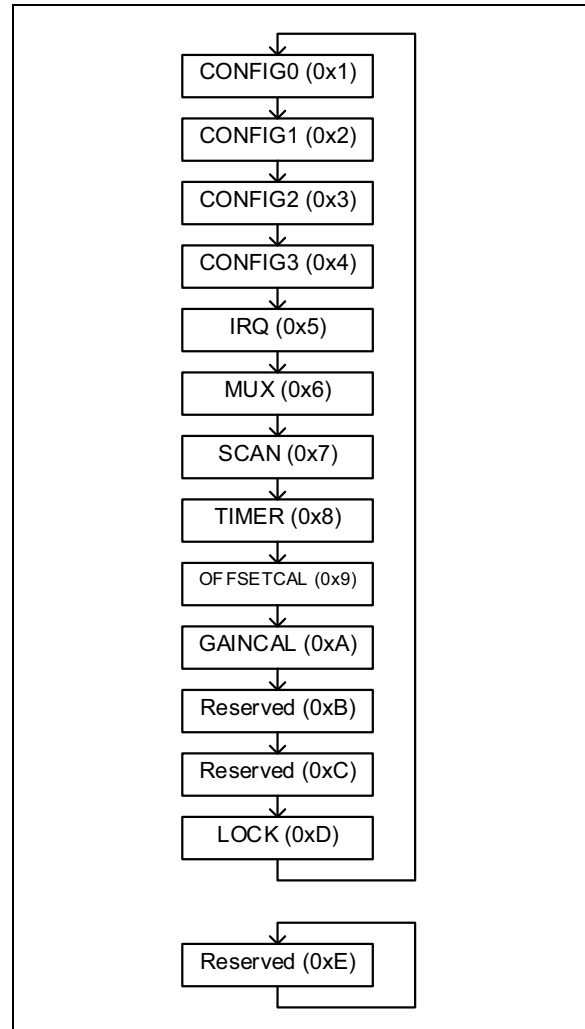 CONFIG0 (0x1)
CONFIG1 (0x2)
CONFIG2 (0x3)
CONFIG3 (0x4)
IRQ (0x5)
MUX (0x6)
SCAN (0x7)
TIMER (0x8)
OFFSETCAL (0x9)
GAINCAL (0xA)
Reserved (0xB)
Reserved (0xC)
LOCK (0xD)
Reserved (0xE)